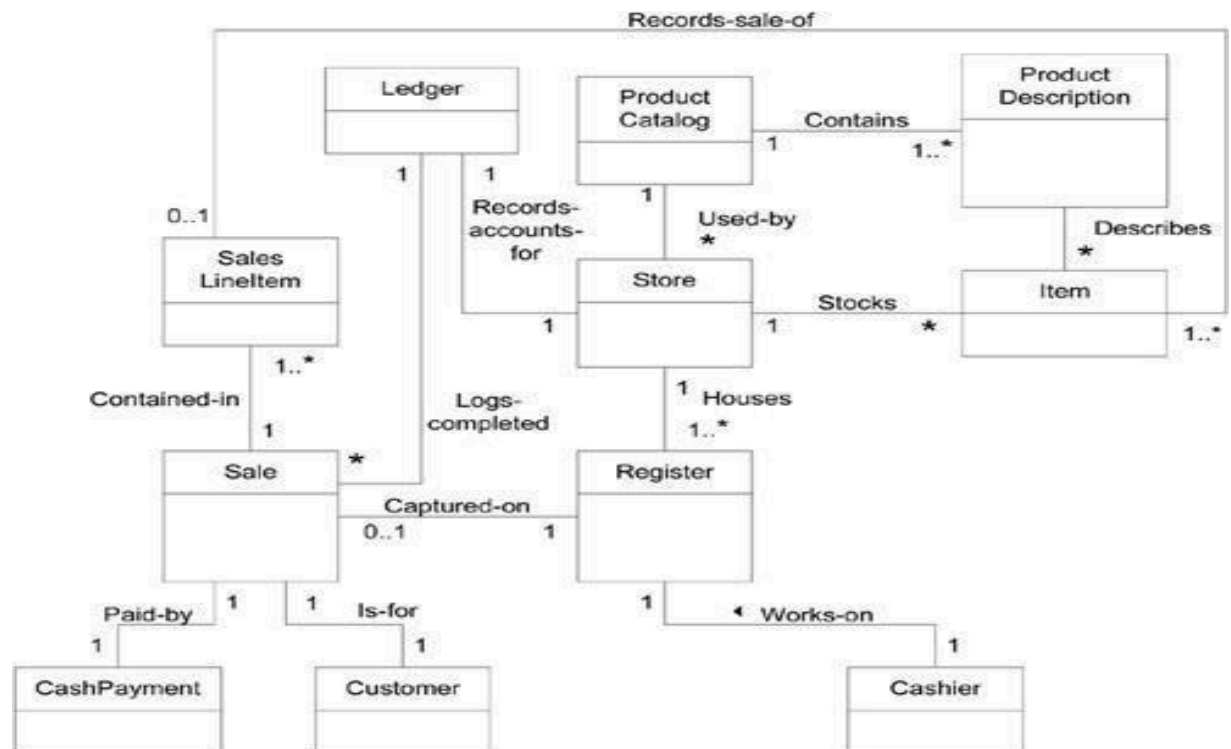 Records-sale-of
Ledger
Product
Catalog
Product
Description
Contains
1
1..*
1
1
1
0..1
Records-
accounts-
for
Used-by
*
Describes
*
Sales
LineItem
Store
Item
Stocks
1
1
*
1..*
1..*
Contained-in
1
Logs-
completed
1
Houses
1..*
*
Sale
Register
Captured-on
0..1
1
Paid-by
1
1
Is-for
1
Works-on
1
1
1
CashPayment
Customer
Cashier